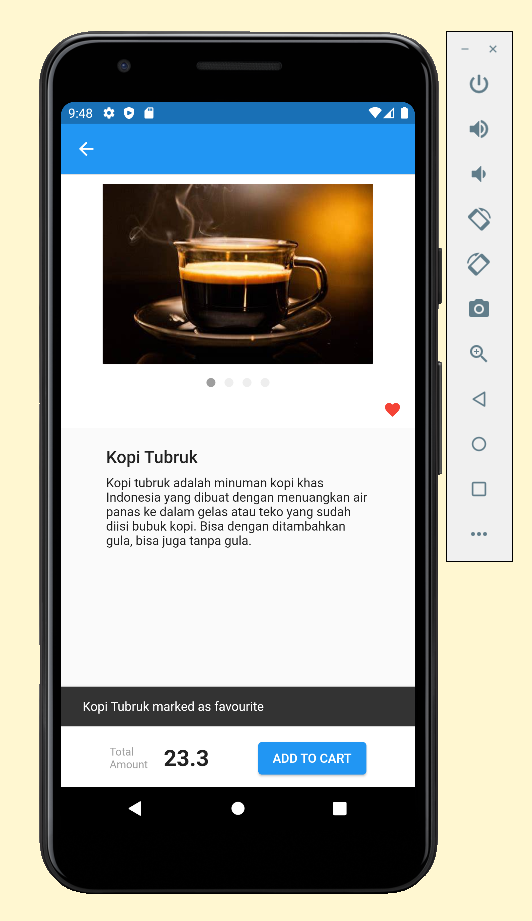 9:48
Kopi Tubruk
Kopi tubruk adalah minuman kopi khas
Indonesia yang dibuat dengan menuangkan air
panas ke dalam gelas atau teko yang sudah
diisi bubuk kopi. Bisa dengan ditambahkan
gula, bisa juga tanpa gula.
Kopi Tubruk marked as favourite
Total
Amount
23.3
ADD TO CART